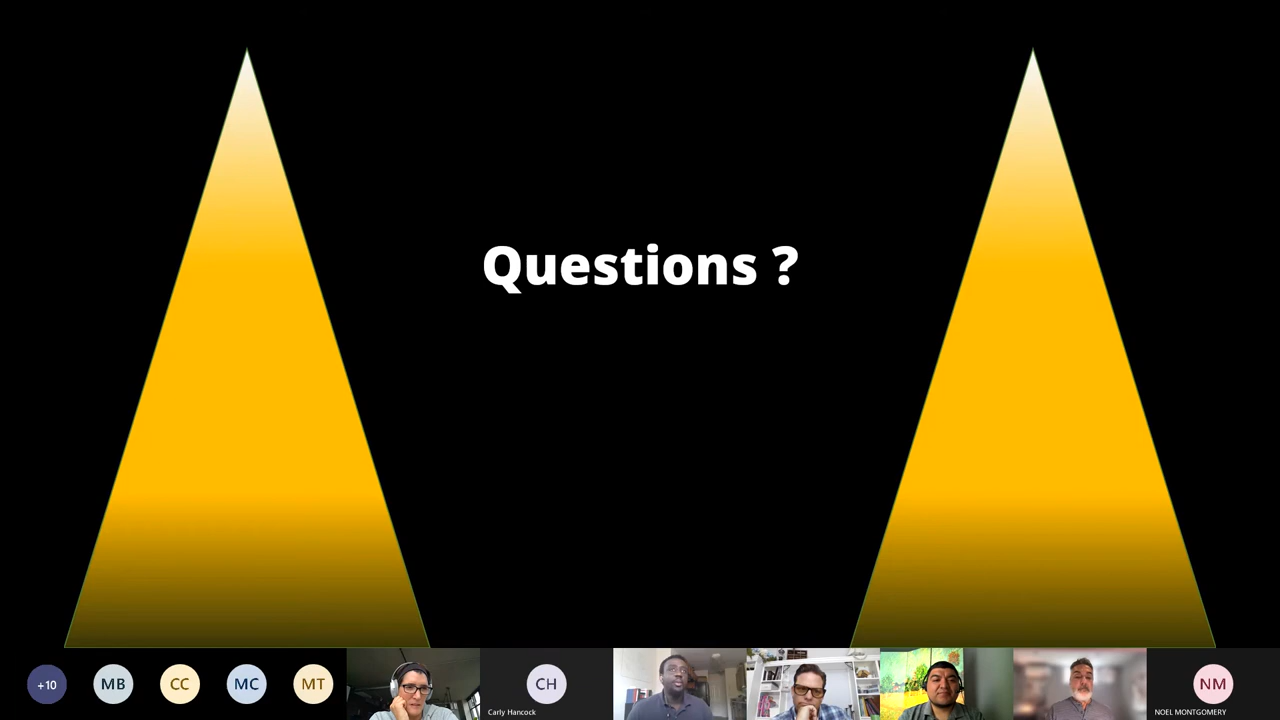 Questions ?
+10
MB
CC
MC
MT
CH
Carly Hancock
NM
NOEL MONTGOMERY